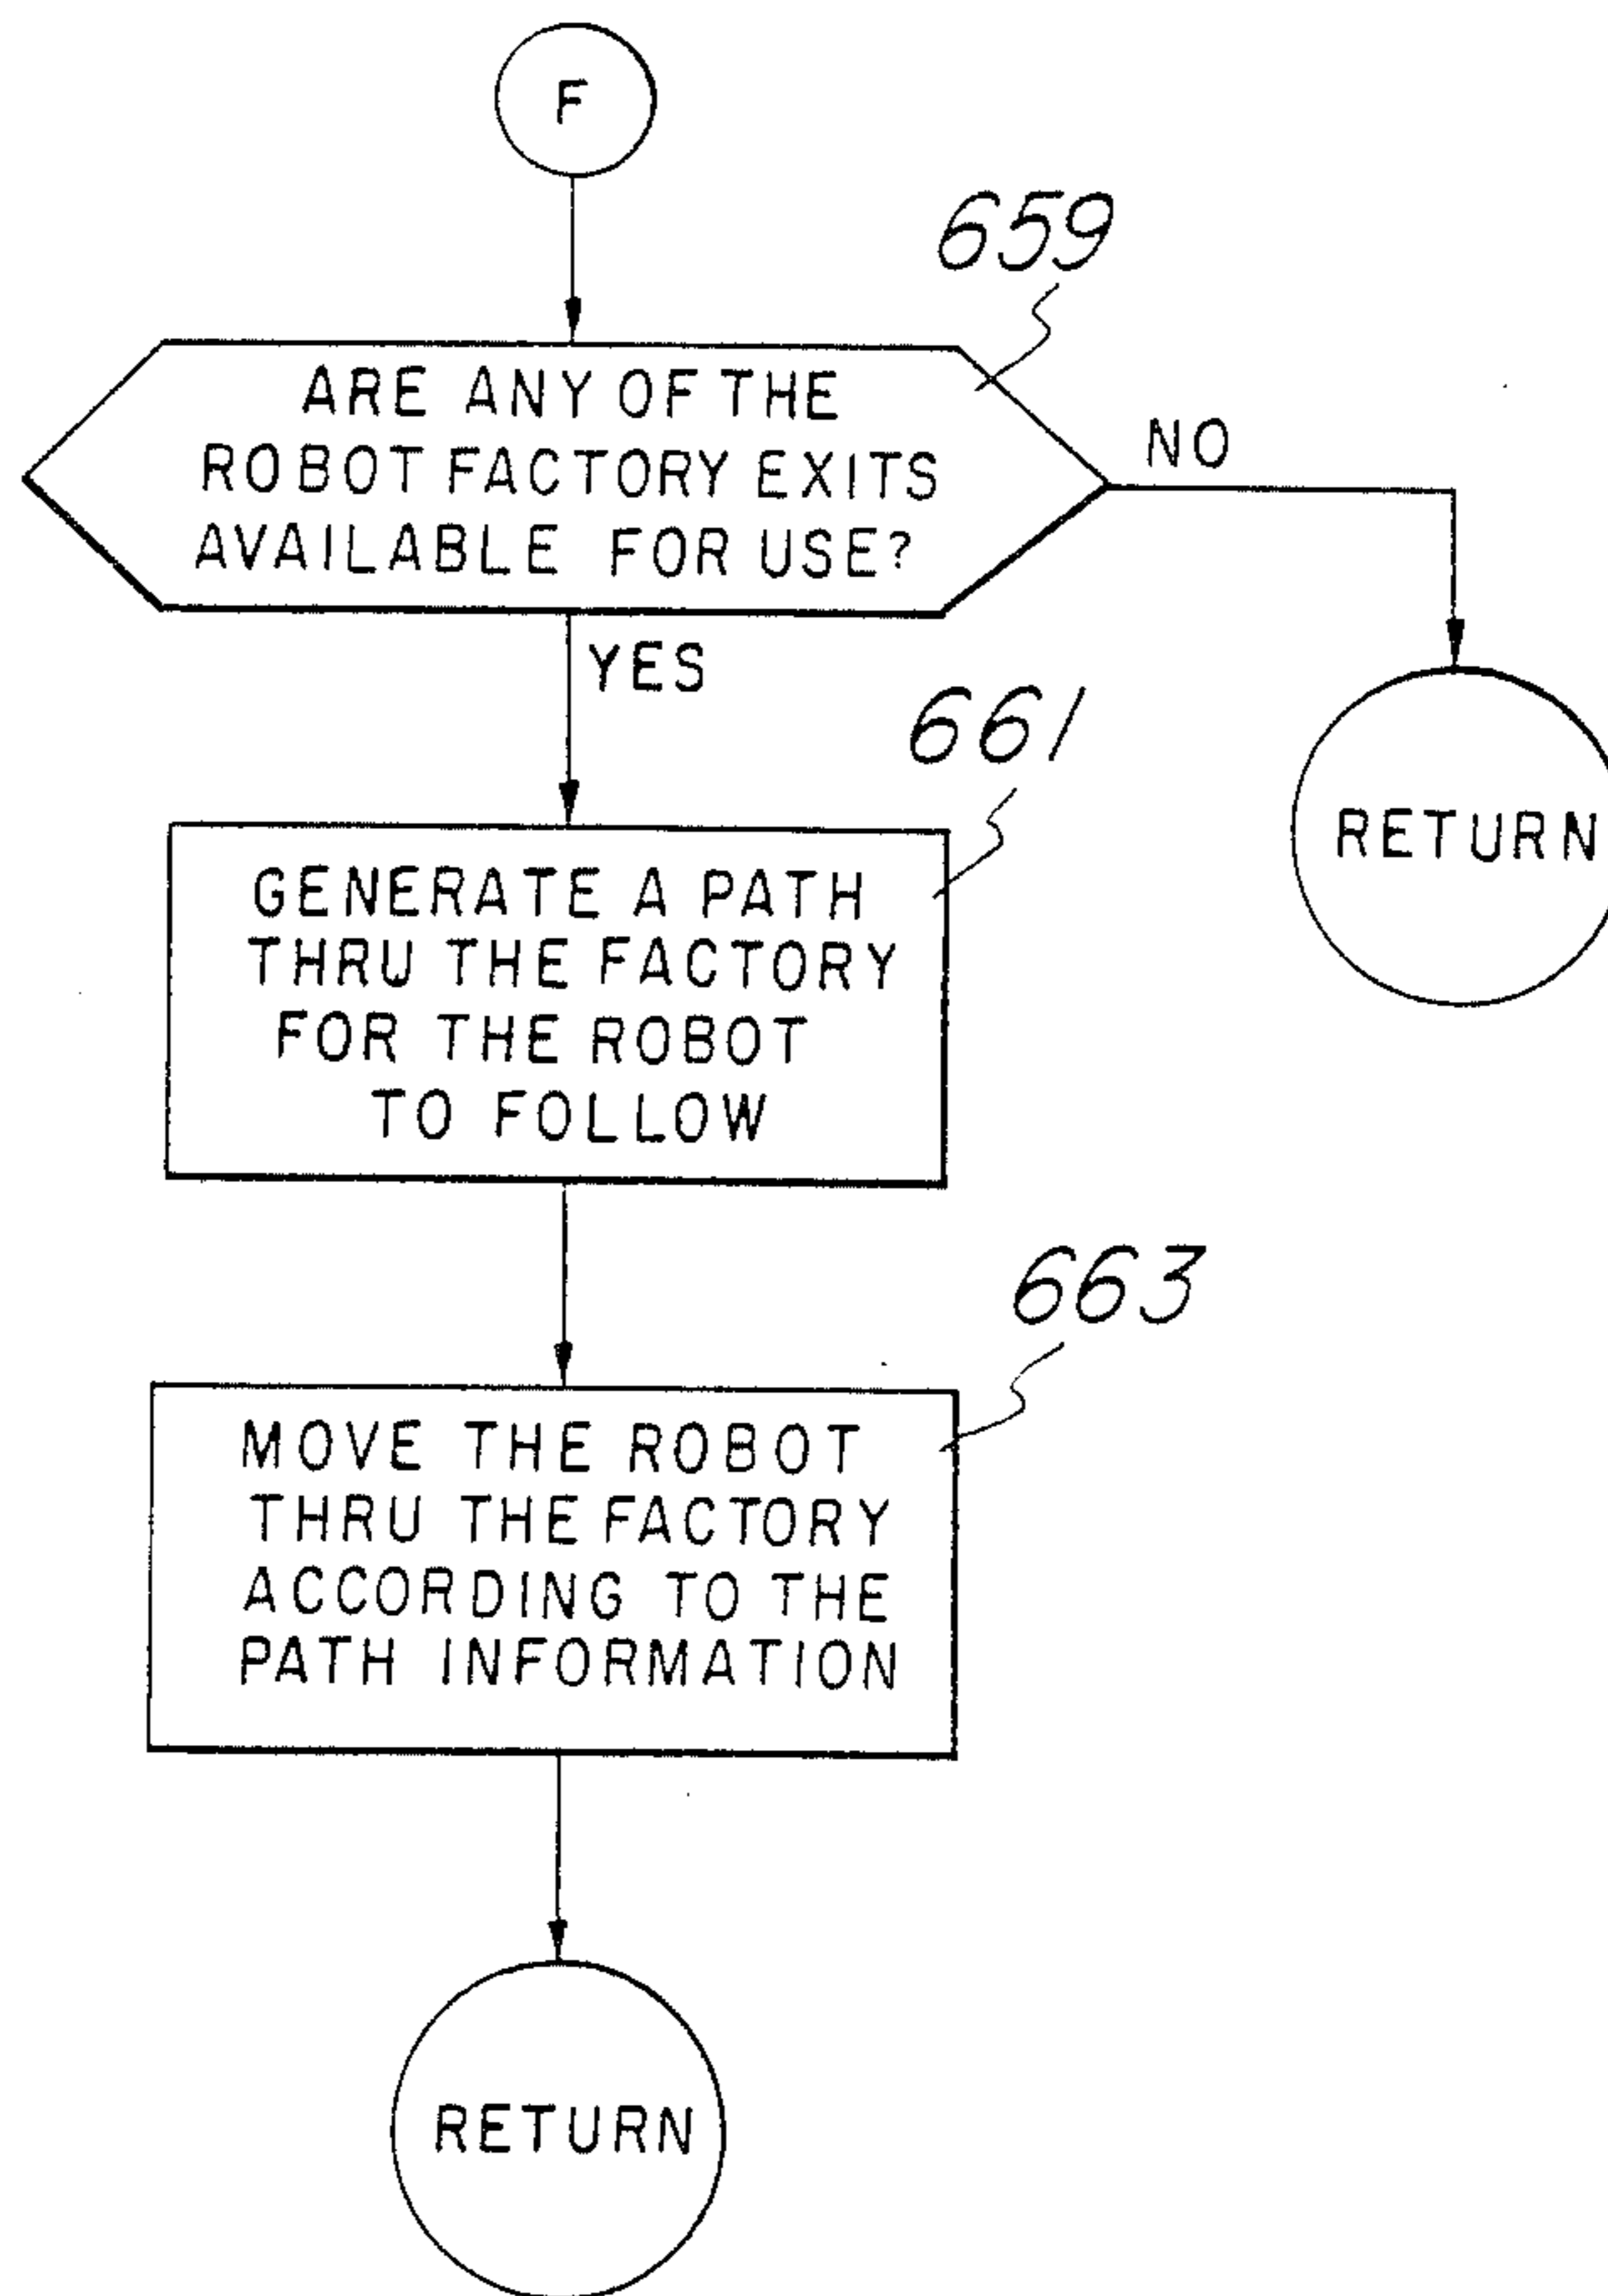 F
659
ARE ANY OF THE
ROBOT FACTORY EXITS
AVAILABLE FOR USE?
NO
YES
RETURN
661
GENERATE A PATH
THRU THE FACTORY
FOR THE ROBOT
TO FOLLOW
663
MOVE THE ROBOT
THRU THE FACTORY
ACCORDING TO THE
PATH INFORMATION
RETURN